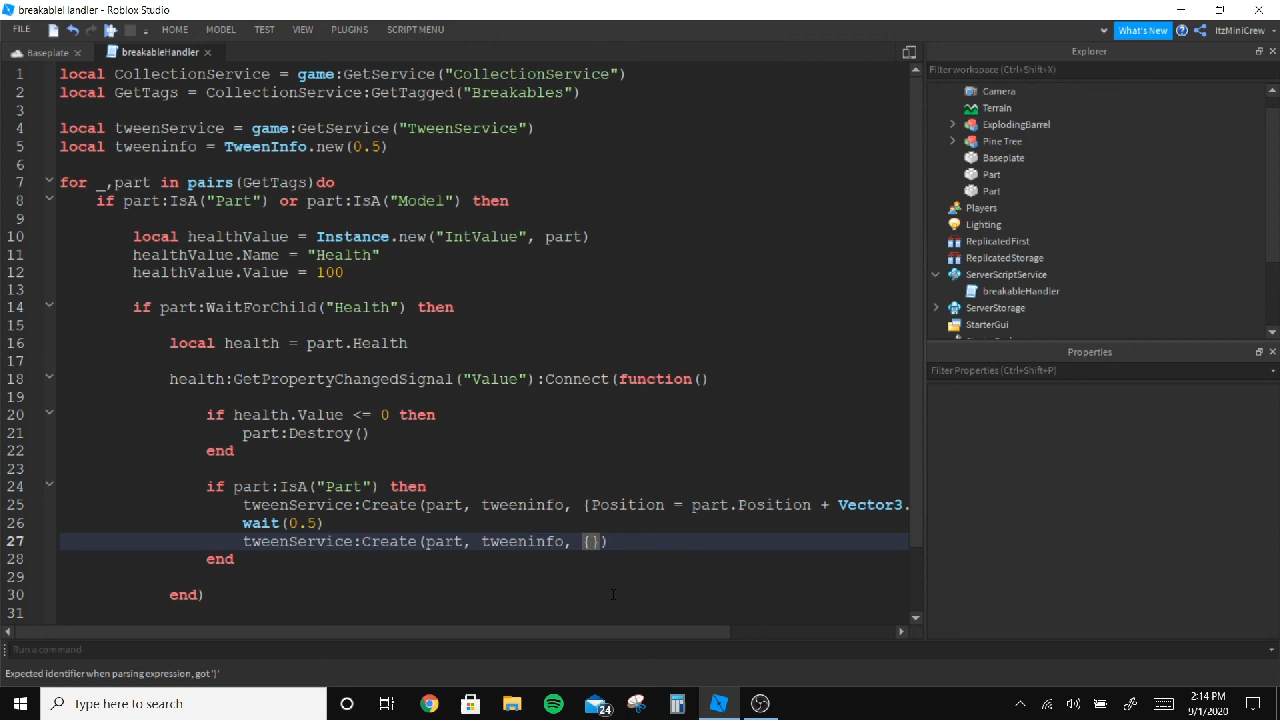 breakableHandler - Roblox Studio
FILE HOME MODEL TEST VIEW PLUGINS SCRIPT MENU What's New ItzMiniCrew
Baseplate × breakableHandler ×
Explorer
Filter workspace (Ctrl+Shift+X)
1 local CollectionService = game:GetService("CollectionService")
2 local GetTags = CollectionService:GetTagged("Breakables")
3
4 local tweenService = game:GetService("TweenService")
5 local tweeninfo = TweenInfo.new(0.5)
6
7 for _,part in pairs(GetTags)do
8 if part:IsA("Part") or part:IsA("Model") then
9
10 local healthValue = Instance.new("IntValue", part)
11 healthValue.Name = "Health"
12 healthValue.Value = 100
13
14 if part:WaitForChild("Health") then
15
16 local health = part.Health
17
18 health:GetPropertyChangedSignal("Value"):Connect(function()
19
20 if health.Value <= 0 then
21 part:Destroy()
22 end
23
24 if part:IsA("Part") then
25 tweenService:Create(part, tweeninfo, {Position = part.Position + Vector3.
26 wait(0.5)
27 tweenService:Create(part, tweeninfo, {})
28 end
29
30 end)
31
Camera
Terrain
ExplodingBarrel
Pine Tree
Baseplate
Part
Part
Players
Lighting
ReplicatedFirst
ReplicatedStorage
ServerScriptService
breakableHandler
ServerStorage
StarterGui
Properties
Filter Properties (Ctrl+Shift+P)
Run a command
Expected identifier when parsing expression, got '}'
Type here to search
24
2:14 PM
9/1/2020